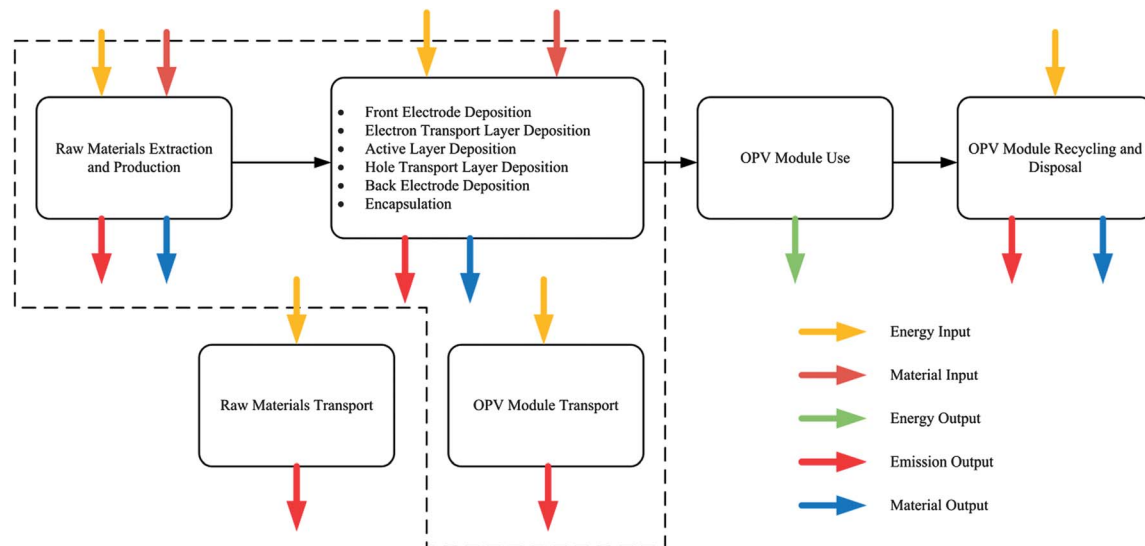 Raw Materials Extraction
and Production
• Front Electrode Deposition
• Electron Transport Layer Deposition
• Active Layer Deposition
• Hole Transport Layer Deposition
• Back Electrode Deposition
• Encapsulation
OPV Module Use
OPV Module Recycling and
Disposal
Raw Materials Transport
OPV Module Transport
Energy Input
Material Input
Energy Output
Emission Output
Material Output